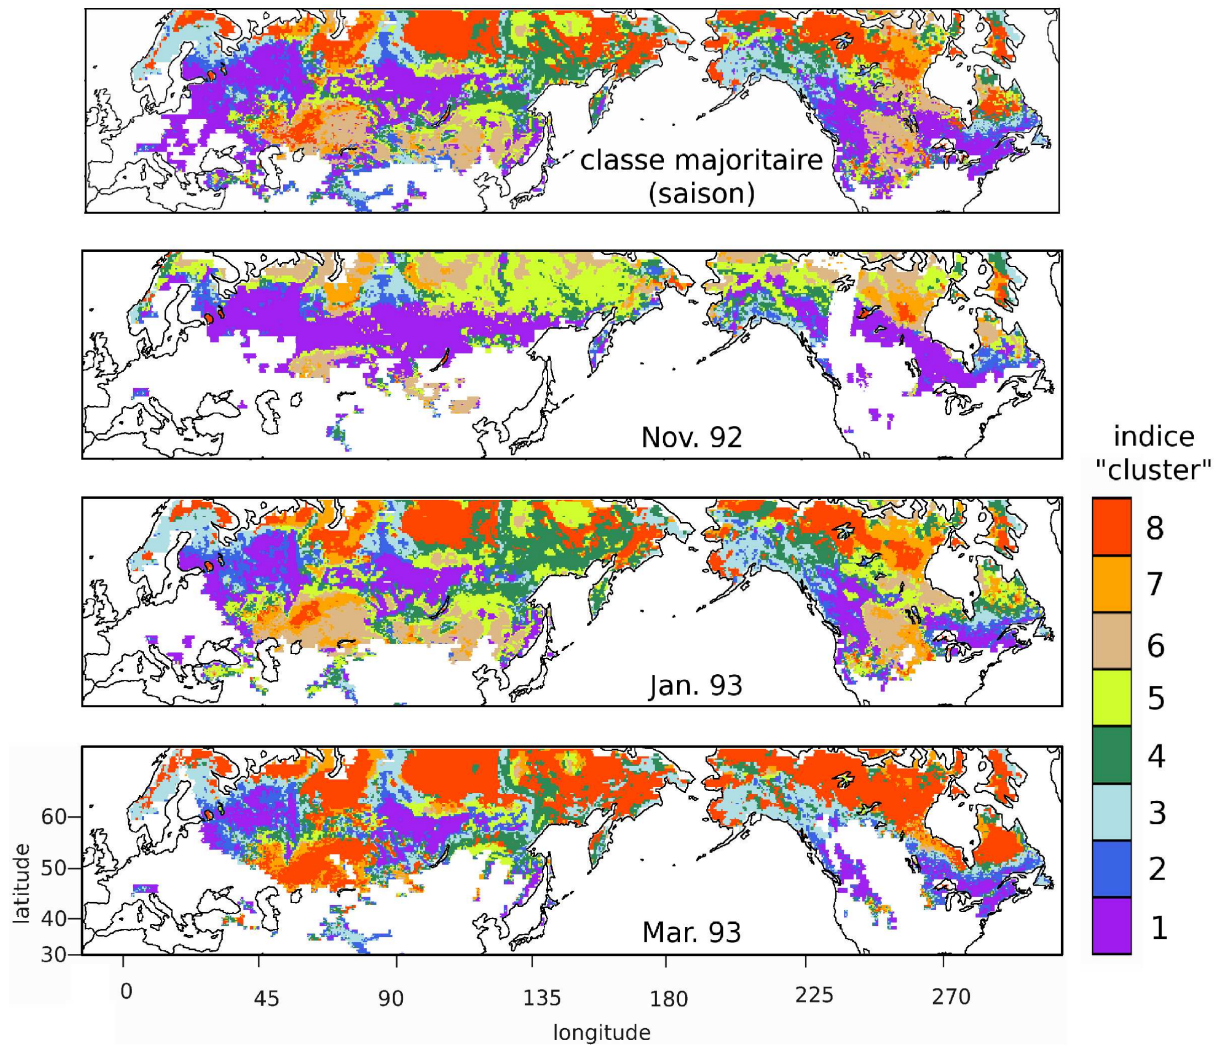 classe majoritaire
(saison)
Nov. 92
indice
"cluster"
8
7
6
5
4
3
2
1
Jan. 93
Mar. 93
latitude
60
50
40
30
0
45
90
135
180
225
270
longitude